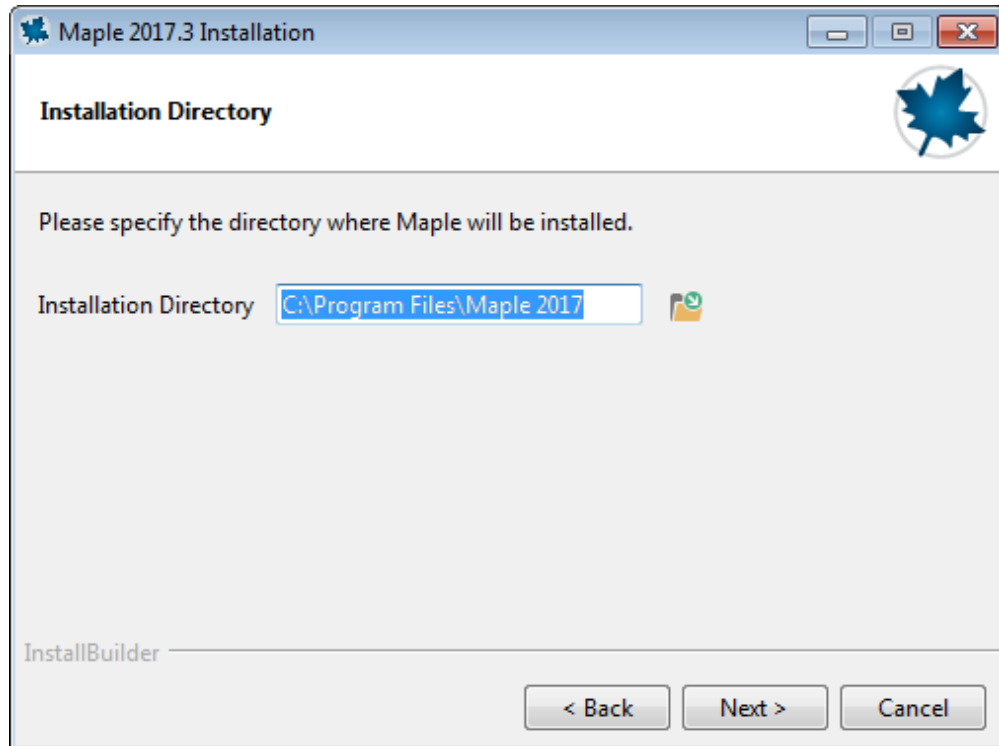 Maple 2017.3 Installation
Installation Directory
Please specify the directory where Maple will be installed.
Installation Directory C:\Program Files\Maple 2017
InstallBuilder
< Back Next > Cancel